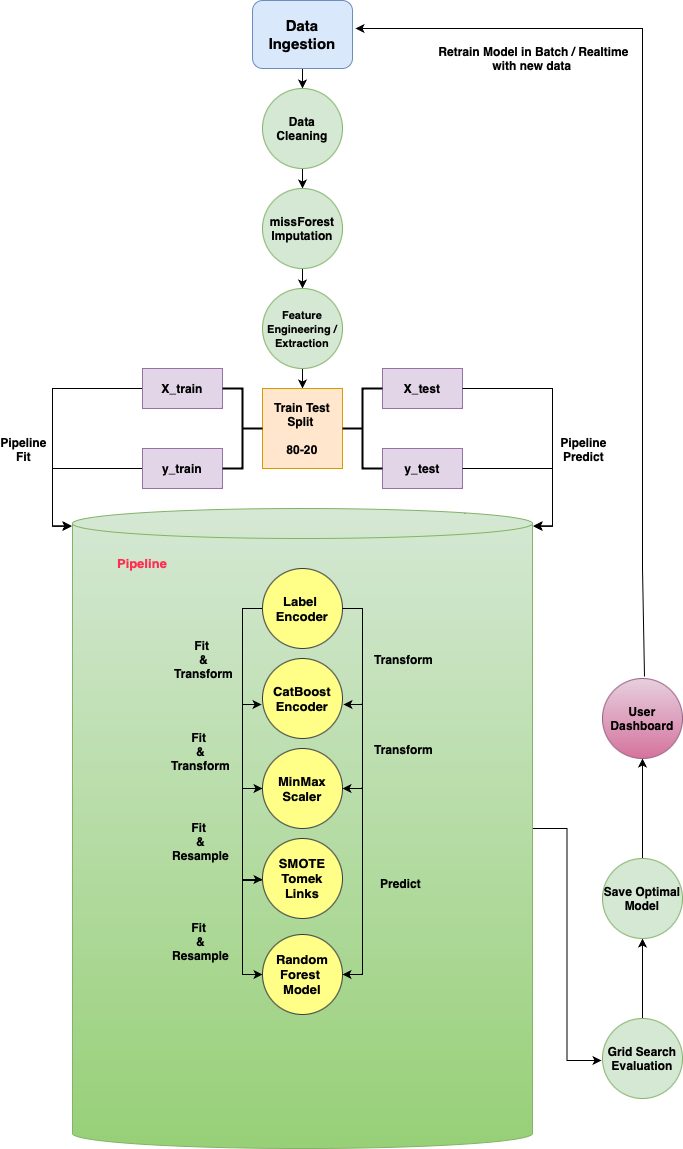 Data
Ingestion
Retrain Model in Batch / Realtime
with new data
Data
Cleaning
missForest
Imputation
Feature
Engineering /
Extraction
X_train
Train Test
Split
80-20
X_test
Pipeline
Fit
y_train
y_test
Pipeline
Predict
Pipeline
Label
Encoder
Fit
&
Transform
Transform
CatBoost
Encoder
User
Dashboard
Fit
&
Transform
Transform
MinMax
Scaler
Fit
&
Resample
SMOTE
Tomek
Links
Predict
Save Optimal
Model
Fit
&
Resample
Random
Forest
Model
Grid Search
Evaluation